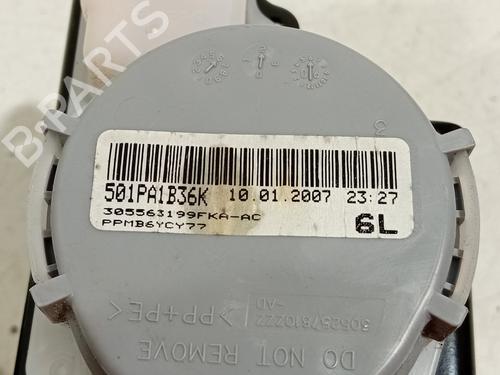 B-PARTS
501PA1B36K 10.01.2007 23:27
305563199FKA-AC
PPMB6YCY77
6L
>PP+PE<
-AD
DO NOT REMOVE